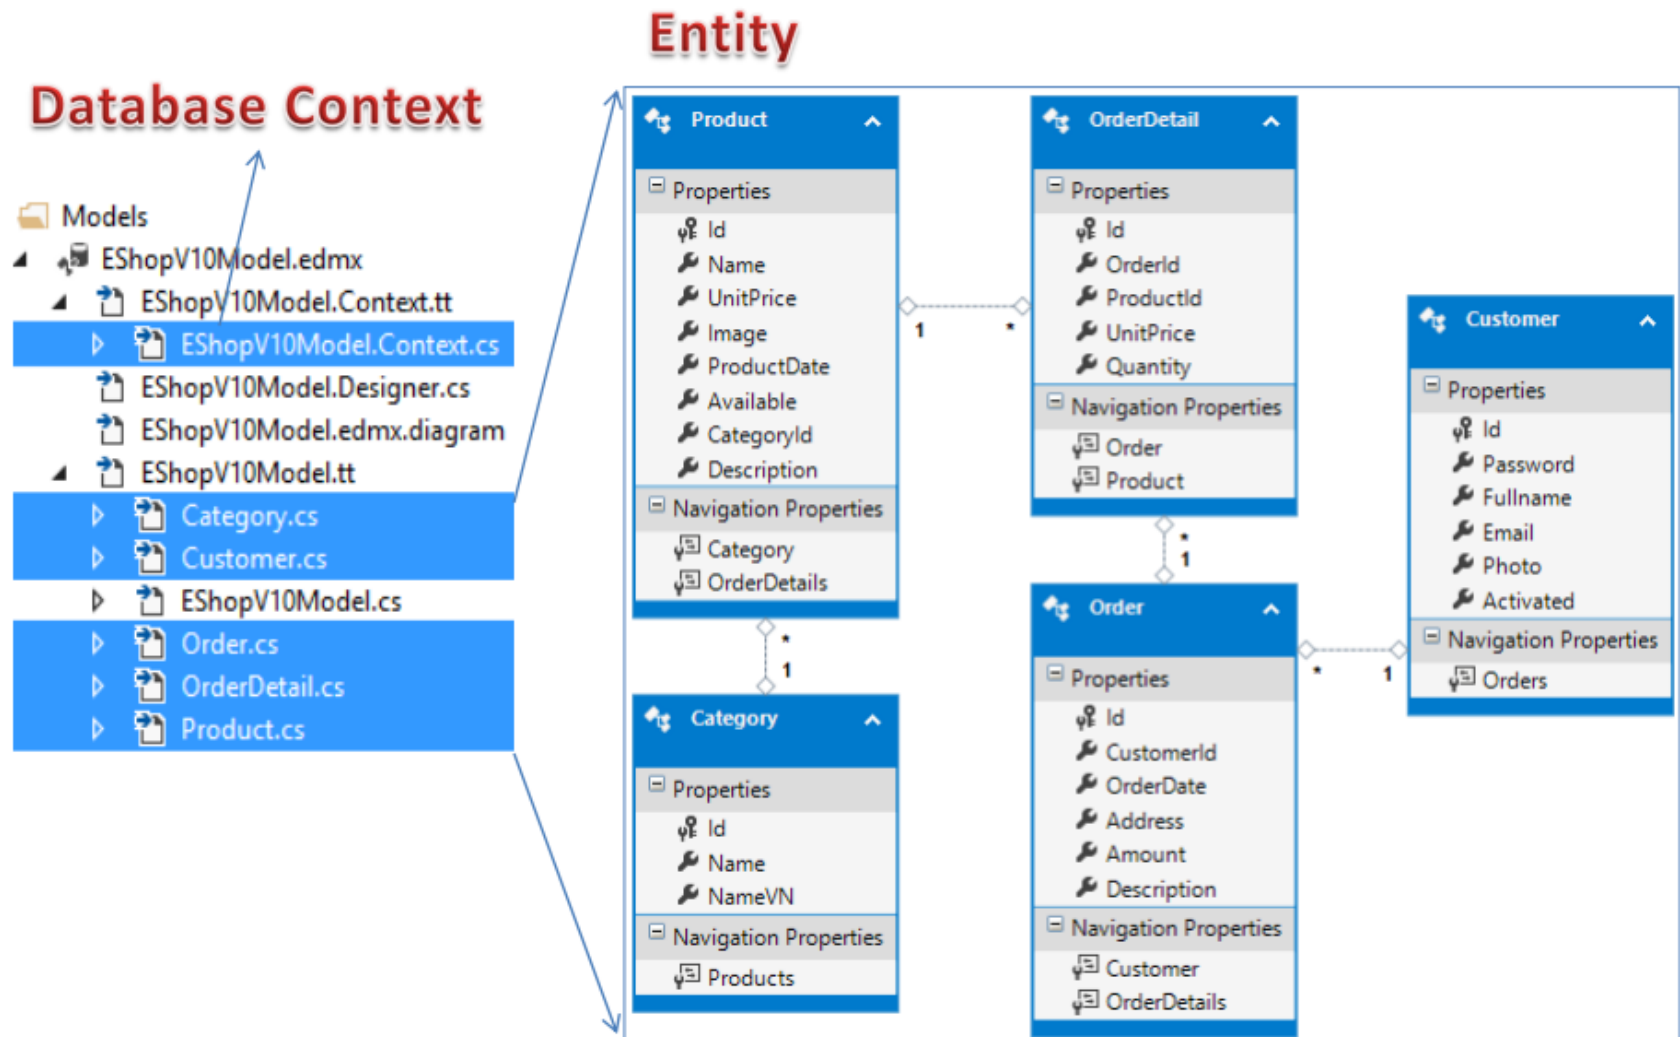 Entity
Database Context
Models
EShopV10Model.edmx
EShopV10Model.Context.tt
EShopV10Model.Context.cs
EShopV10Model.Designer.cs
EShopV10Model.edmx.diagram
EShopV10Model.tt
Category.cs
Customer.cs
EShopV10Model.cs
Order.cs
OrderDetail.cs
Product.cs
Product
Properties
Id
Name
UnitPrice
Image
ProductDate
Available
CategoryId
Description
Navigation Properties
Category
OrderDetails
1
*
*
1
Category
Properties
Id
Name
NameVN
Navigation Properties
Products
OrderDetail
Properties
Id
OrderId
ProductId
UnitPrice
Quantity
Navigation Properties
Order
Product
*
1
Order
Properties
Id
CustomerId
OrderDate
Address
Amount
Description
Navigation Properties
Customer
OrderDetails
*
1
Customer
Properties
Id
Password
Fullname
Email
Photo
Activated
Navigation Properties
Orders